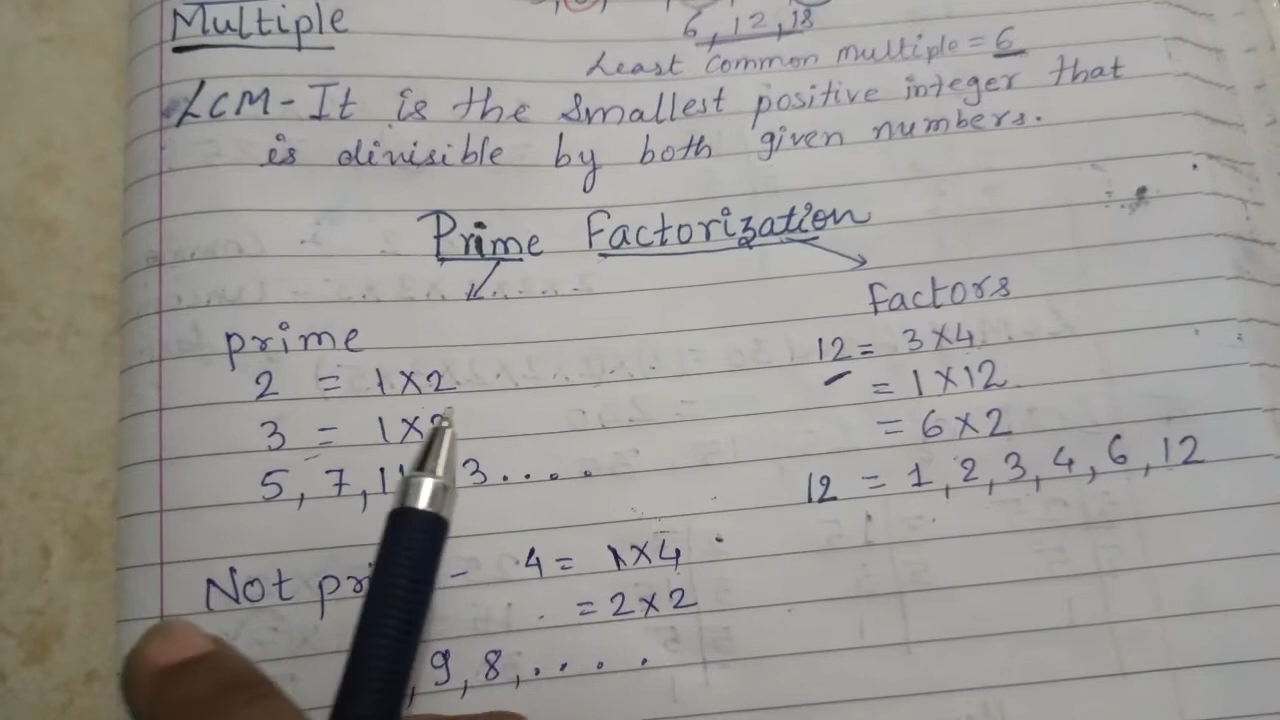 Multiple
6, 12, 18
Least Common multiple = 6
LCM - It is the smallest positive integer that
is divisible by both given numbers.
Prime Factorization
prime
2 = 1×2
3 = 1×
5, 7, 1 3....
Factors
12 = 3×4
= 1×12
= 6×2
12 = 1, 2, 3, 4, 6, 12
Not pri - 4 = 1×4
= 2×2
, 9, 8, ....